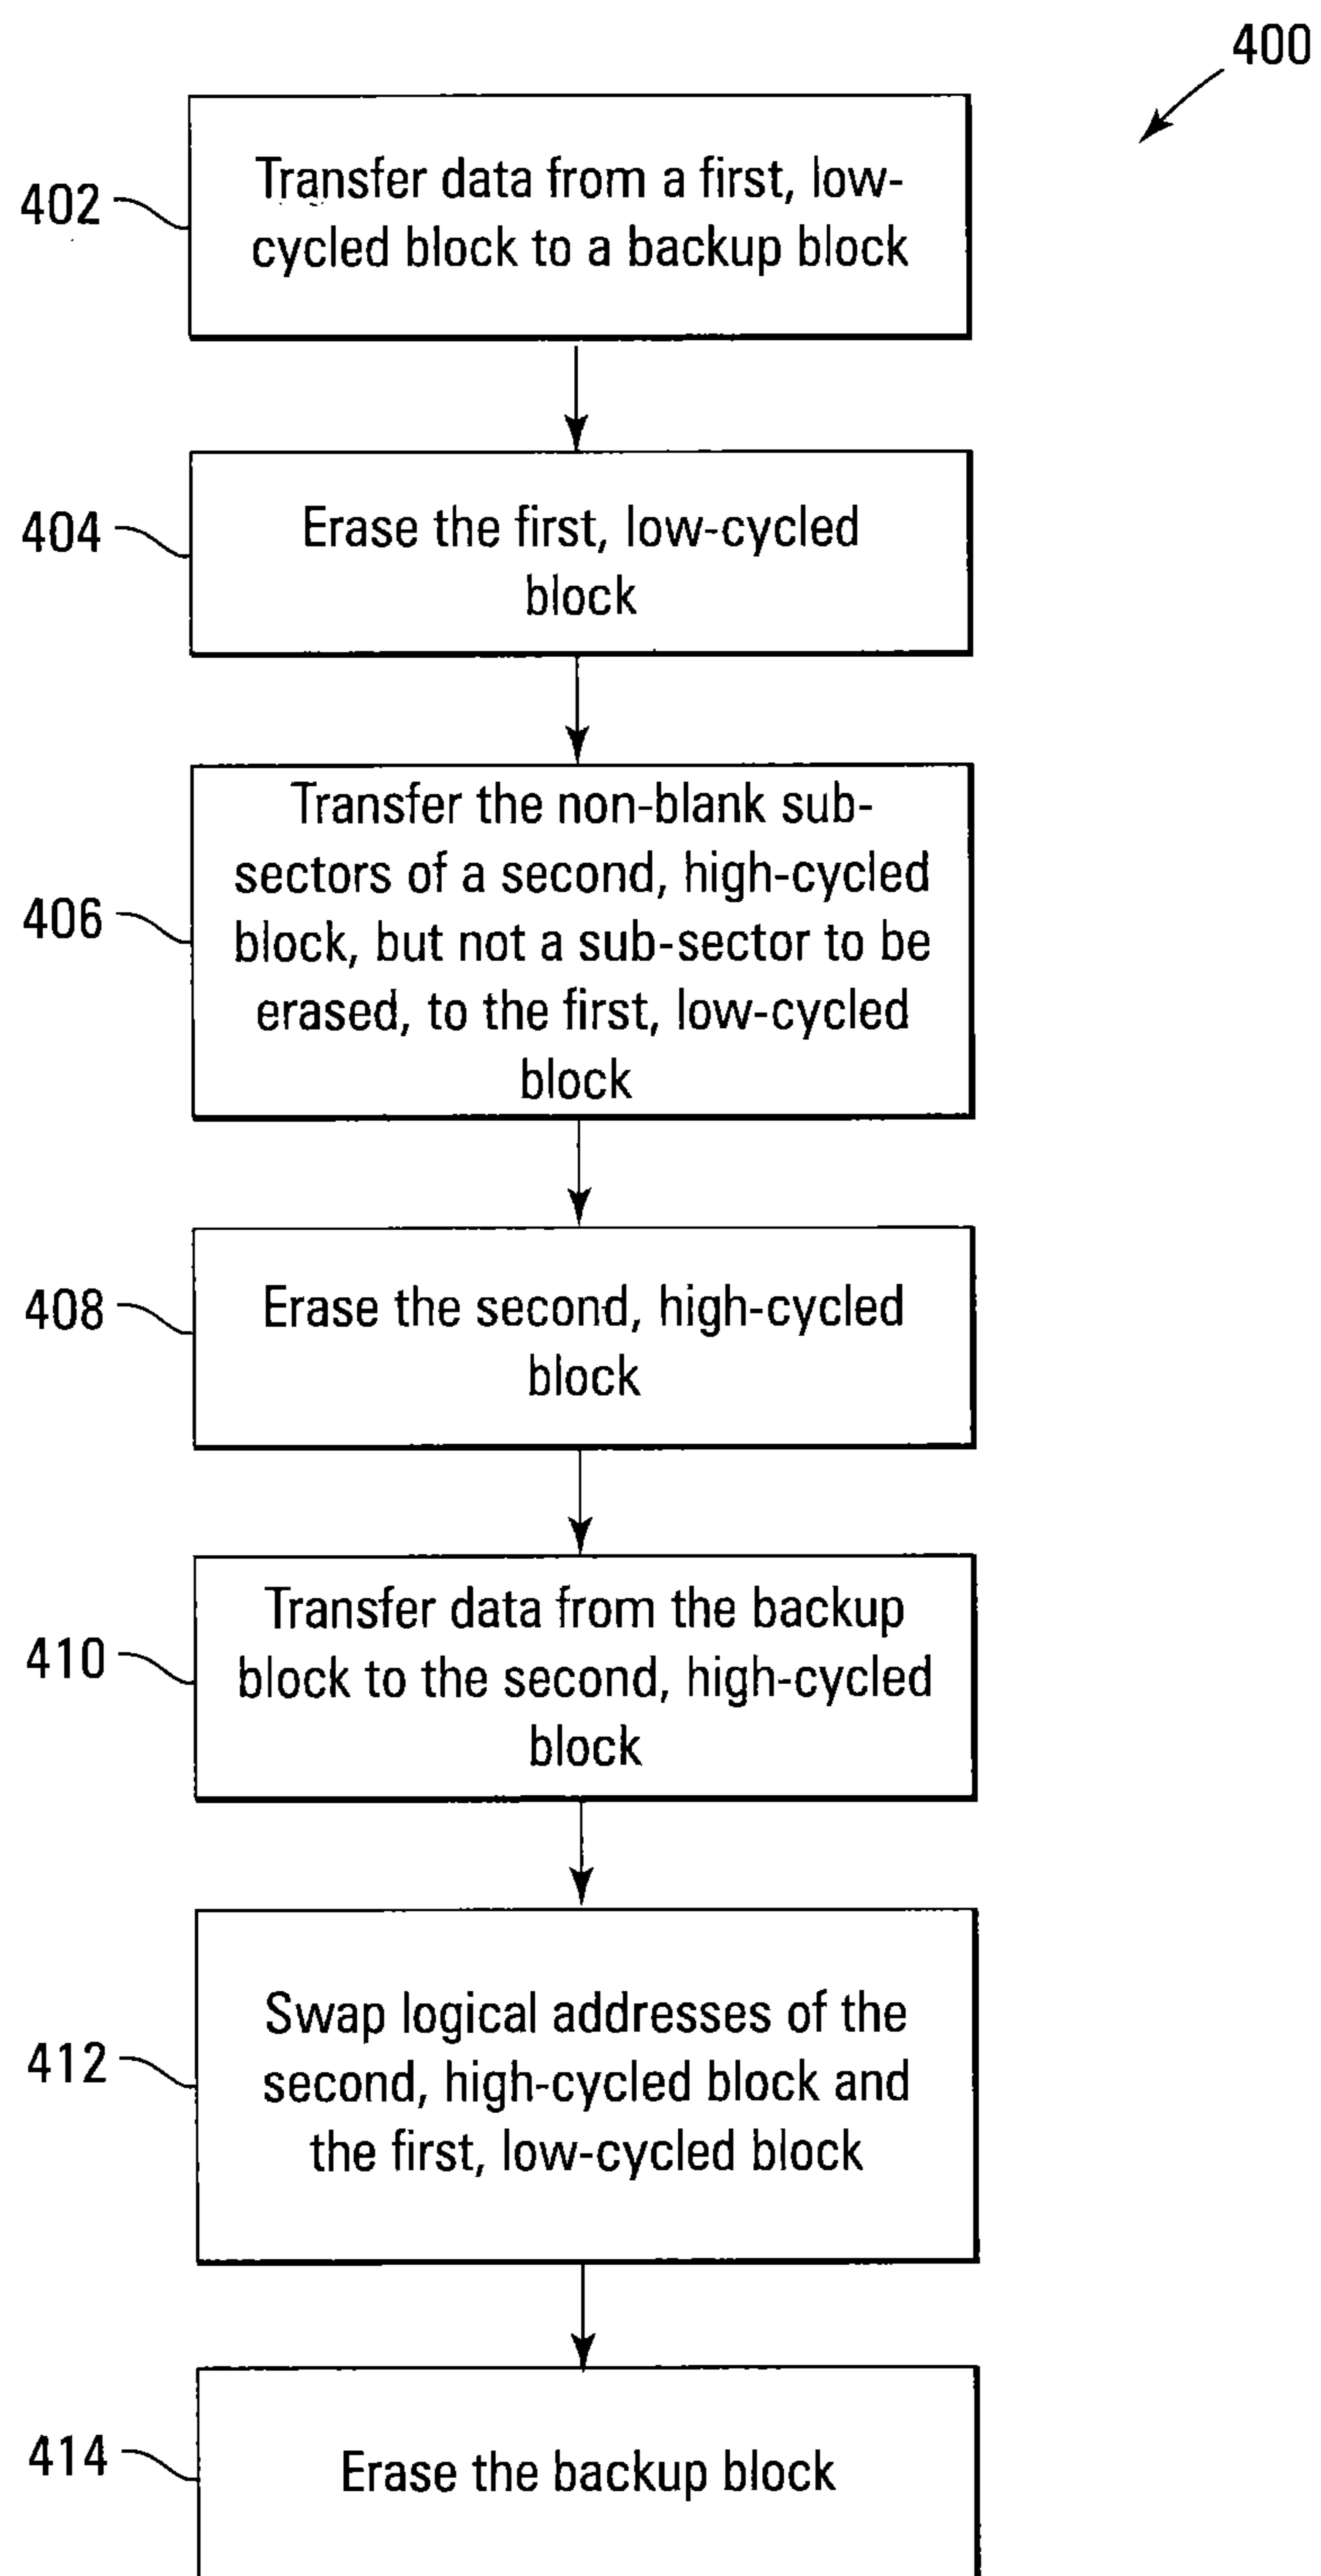 400
402
Transfer data from a first, low-
cycled block to a backup block
404
Erase the first, low-cycled
block
406
Transfer the non-blank sub-
sectors of a second, high-cycled
block, but not a sub-sector to be
erased, to the first, low-cycled
block
408
Erase the second, high-cycled
block
410
Transfer data from the backup
block to the second, high-cycled
block
412
Swap logical addresses of the
second, high-cycled block and
the first, low-cycled block
414
Erase the backup block